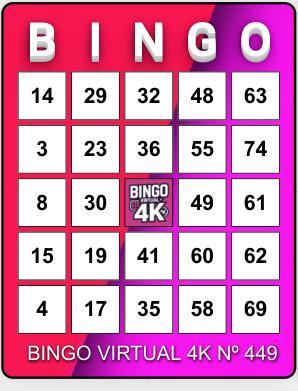 B I N G O
14 29 32 48 63
3 23 36 55 74
8 30 BINGO VIRTUAL 4K 49 61
15 19 41 60 62
4 17 35 58 69
BINGO VIRTUAL 4K Nº 449